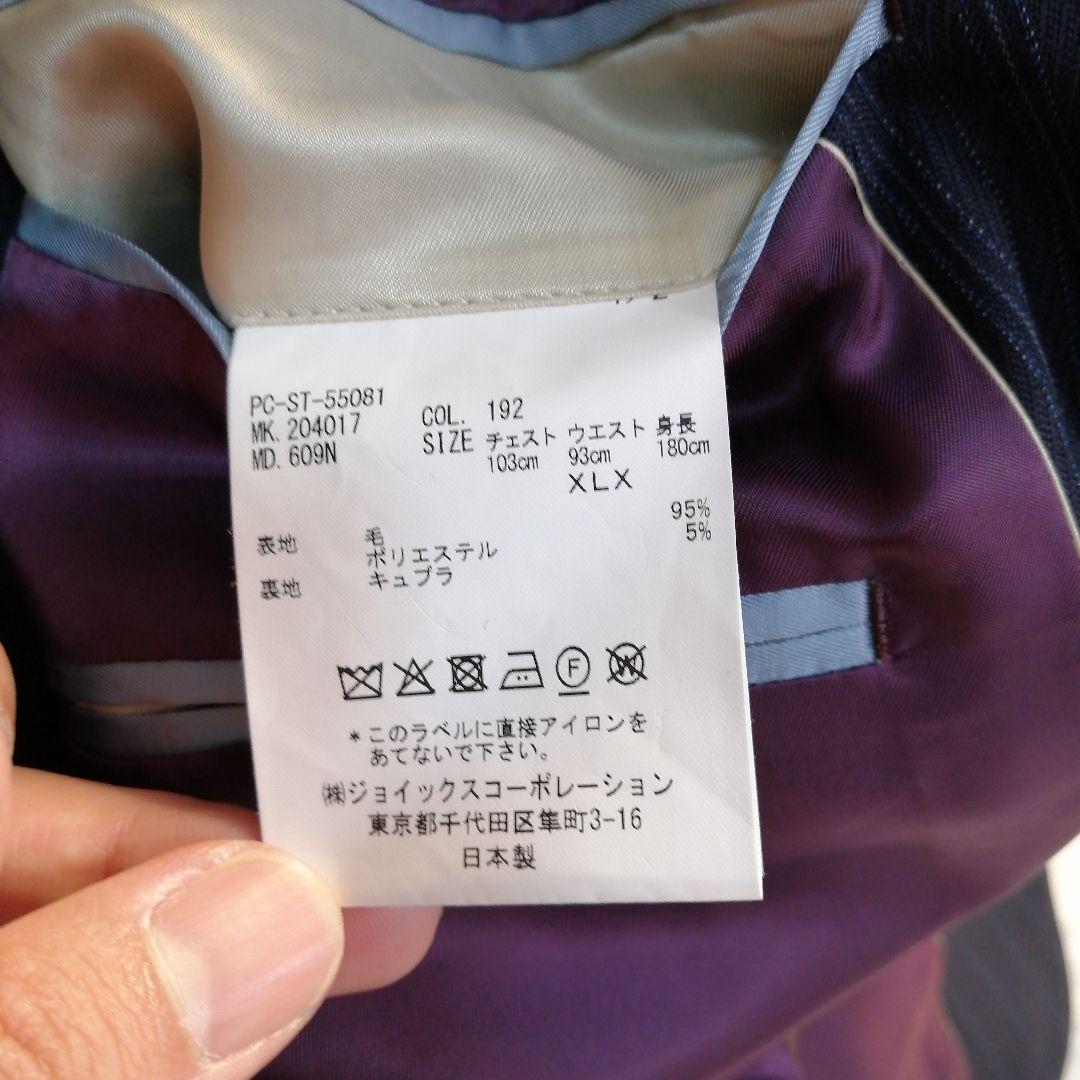 PC-ST-55081
MK. 204017
MD. 609N
COL. 192
SIZE チェスト ウエスト 身長
103cm 93cm 180cm
XLX
表地 毛 95%
ポリエステル 5%
裏地 キュプラ
F
W
*このラベルに直接アイロンを
あてないで下さい。
㈱ジョイックスコーポレーション
東京都千代田区隼町3-16
日本製